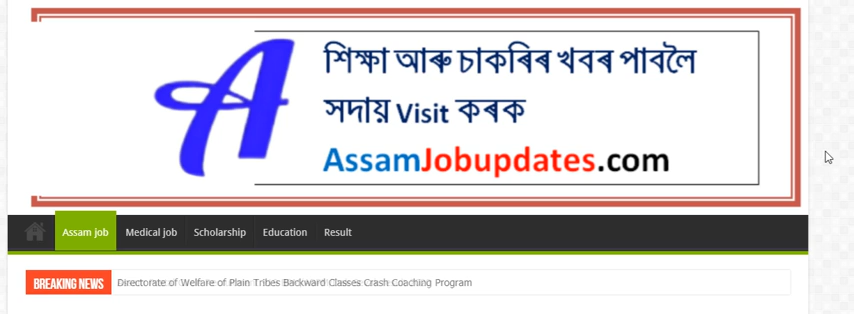 A
শিক্ষা আৰু চাকৰিৰ খবৰ পাবলৈ
সদায় Visit কৰক
AssamJobupdates.com
Assam job Medical job Scholarship Education Result
BREAKING NEWS Directorate of Welfare of Plain Tribes Backward Classes Crash Coaching Program